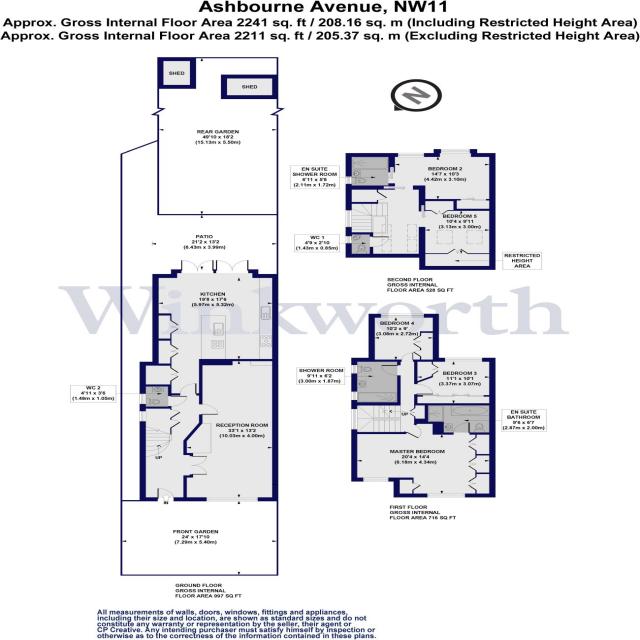 Ashbourne Avenue, NW11
Approx. Gross Internal Floor Area 2241 sq. ft / 208.16 sq. m (Including Restricted Height Area)
Approx. Gross Internal Floor Area 2211 sq. ft / 205.37 sq. m (Excluding Restricted Height Area)
SHED
SHED
N
REAR GARDEN
49'10 x 18'2
(15.13m x 5.50m)
EN SUITE
SHOWER ROOM
6'11 x 5'8
(2.11m x 1.72m)
BEDROOM 2
14'7 x 10'3
(4.42m x 3.10m)
BEDROOM 5
10'4 x 9'11
(3.13m x 3.00m)
WC 1
4'9 x 2'10
(1.43m x 0.85m)
RESTRICTED
HEIGHT
AREA
SECOND FLOOR
GROSS INTERNAL
FLOOR AREA 528 SQ FT
PATIO
21'2 x 13'2
(6.43m x 3.99m)
KITCHEN
19'8 x 17'6
(5.97m x 5.32m)
Winkworth
BEDROOM 4
10'2 x 9'
(3.08m x 2.72m)
SHOWER ROOM
9'11 x 6'2
(3.00m x 1.87m)
BEDROOM 3
11'1 x 10'1
(3.37m x 3.07m)
WC 2
4'11 x 3'6
(1.48m x 1.05m)
UP
EN SUITE
BATHROOM
9'6 x 6'7
(2.87m x 2.00m)
RECEPTION ROOM
33'1 x 13'2
(10.03m x 4.00m)
UP
MASTER BEDROOM
20'4 x 14'4
(6.18m x 4.34m)
IN
FIRST FLOOR
GROSS INTERNAL
FLOOR AREA 716 SQ FT
FRONT GARDEN
24' x 17'10
(7.29m x 5.40m)
GROUND FLOOR
GROSS INTERNAL
FLOOR AREA 997 SQ FT
All measurements of walls, doors, windows, fittings and appliances,
including their size and location, are shown as standard sizes and do not
constitute any warranty or representation by the seller, their agent or
CP Creative. Any intending purchaser must satisfy himself by inspection or
otherwise as to the correctness of the information contained in these plans.